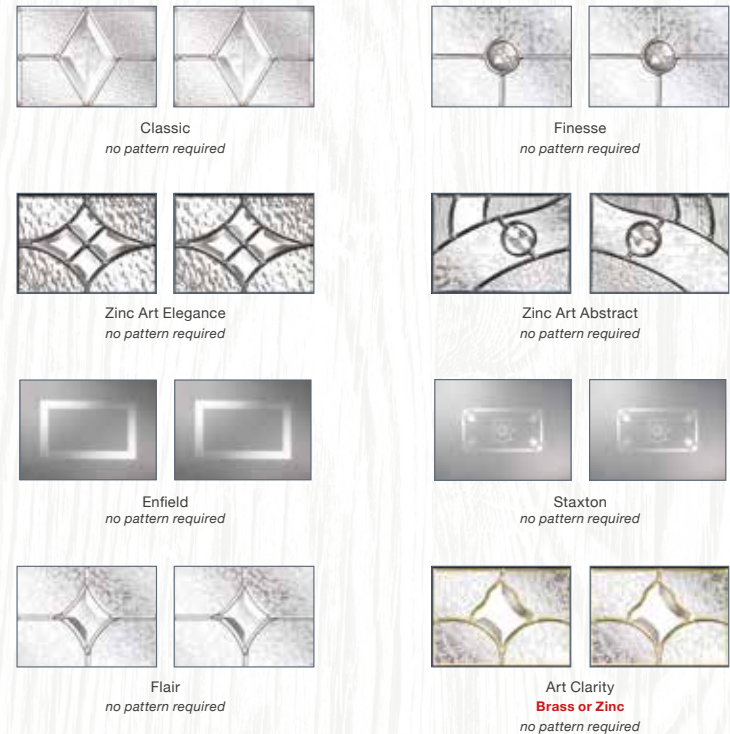 Classic
no pattern required
Finesse
no pattern required
Zinc Art Elegance
no pattern required
Zinc Art Abstract
no pattern required
Enfield
no pattern required
Staxton
no pattern required
Flair
no pattern required
Art Clarity
Brass or Zinc
no pattern required